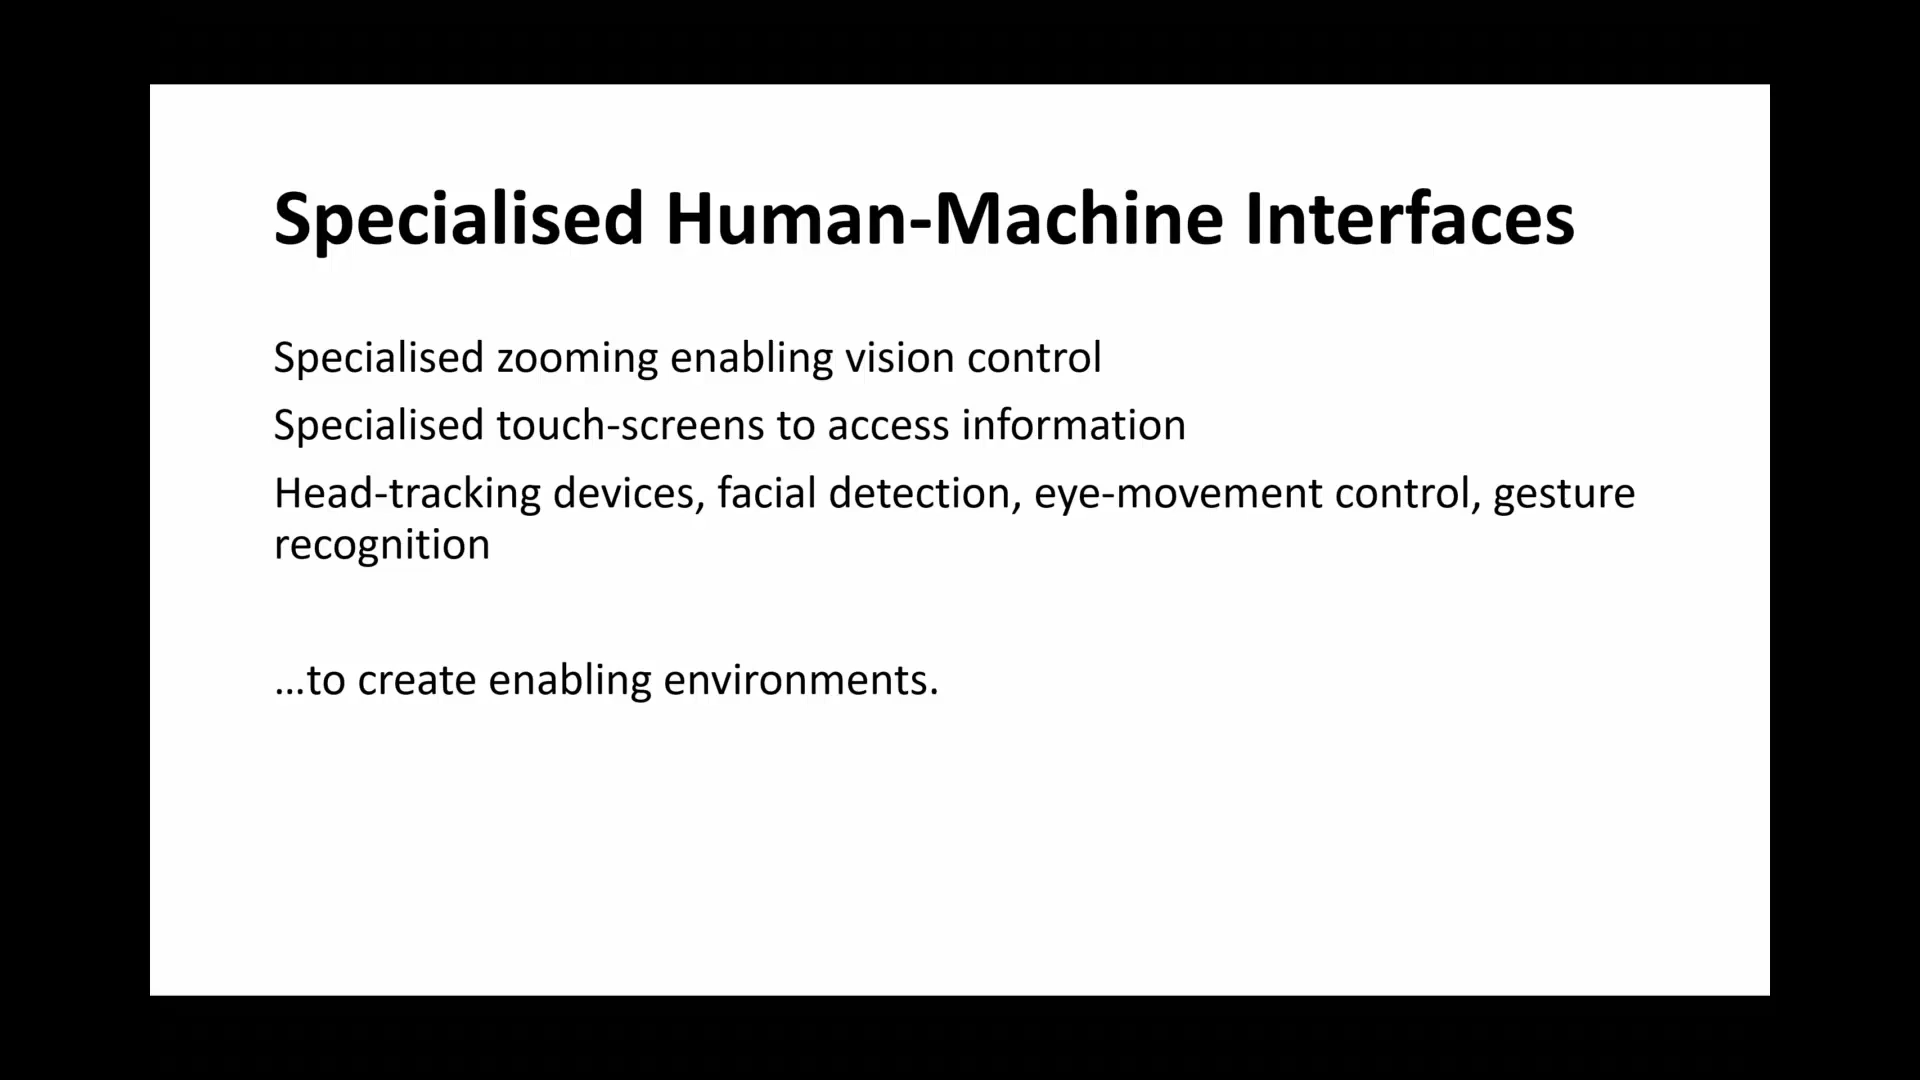 Specialised Human-Machine Interfaces
Specialised zooming enabling vision control
Specialised touch-screens to access information
Head-tracking devices, facial detection, eye-movement control, gesture
recognition
…to create enabling environments.